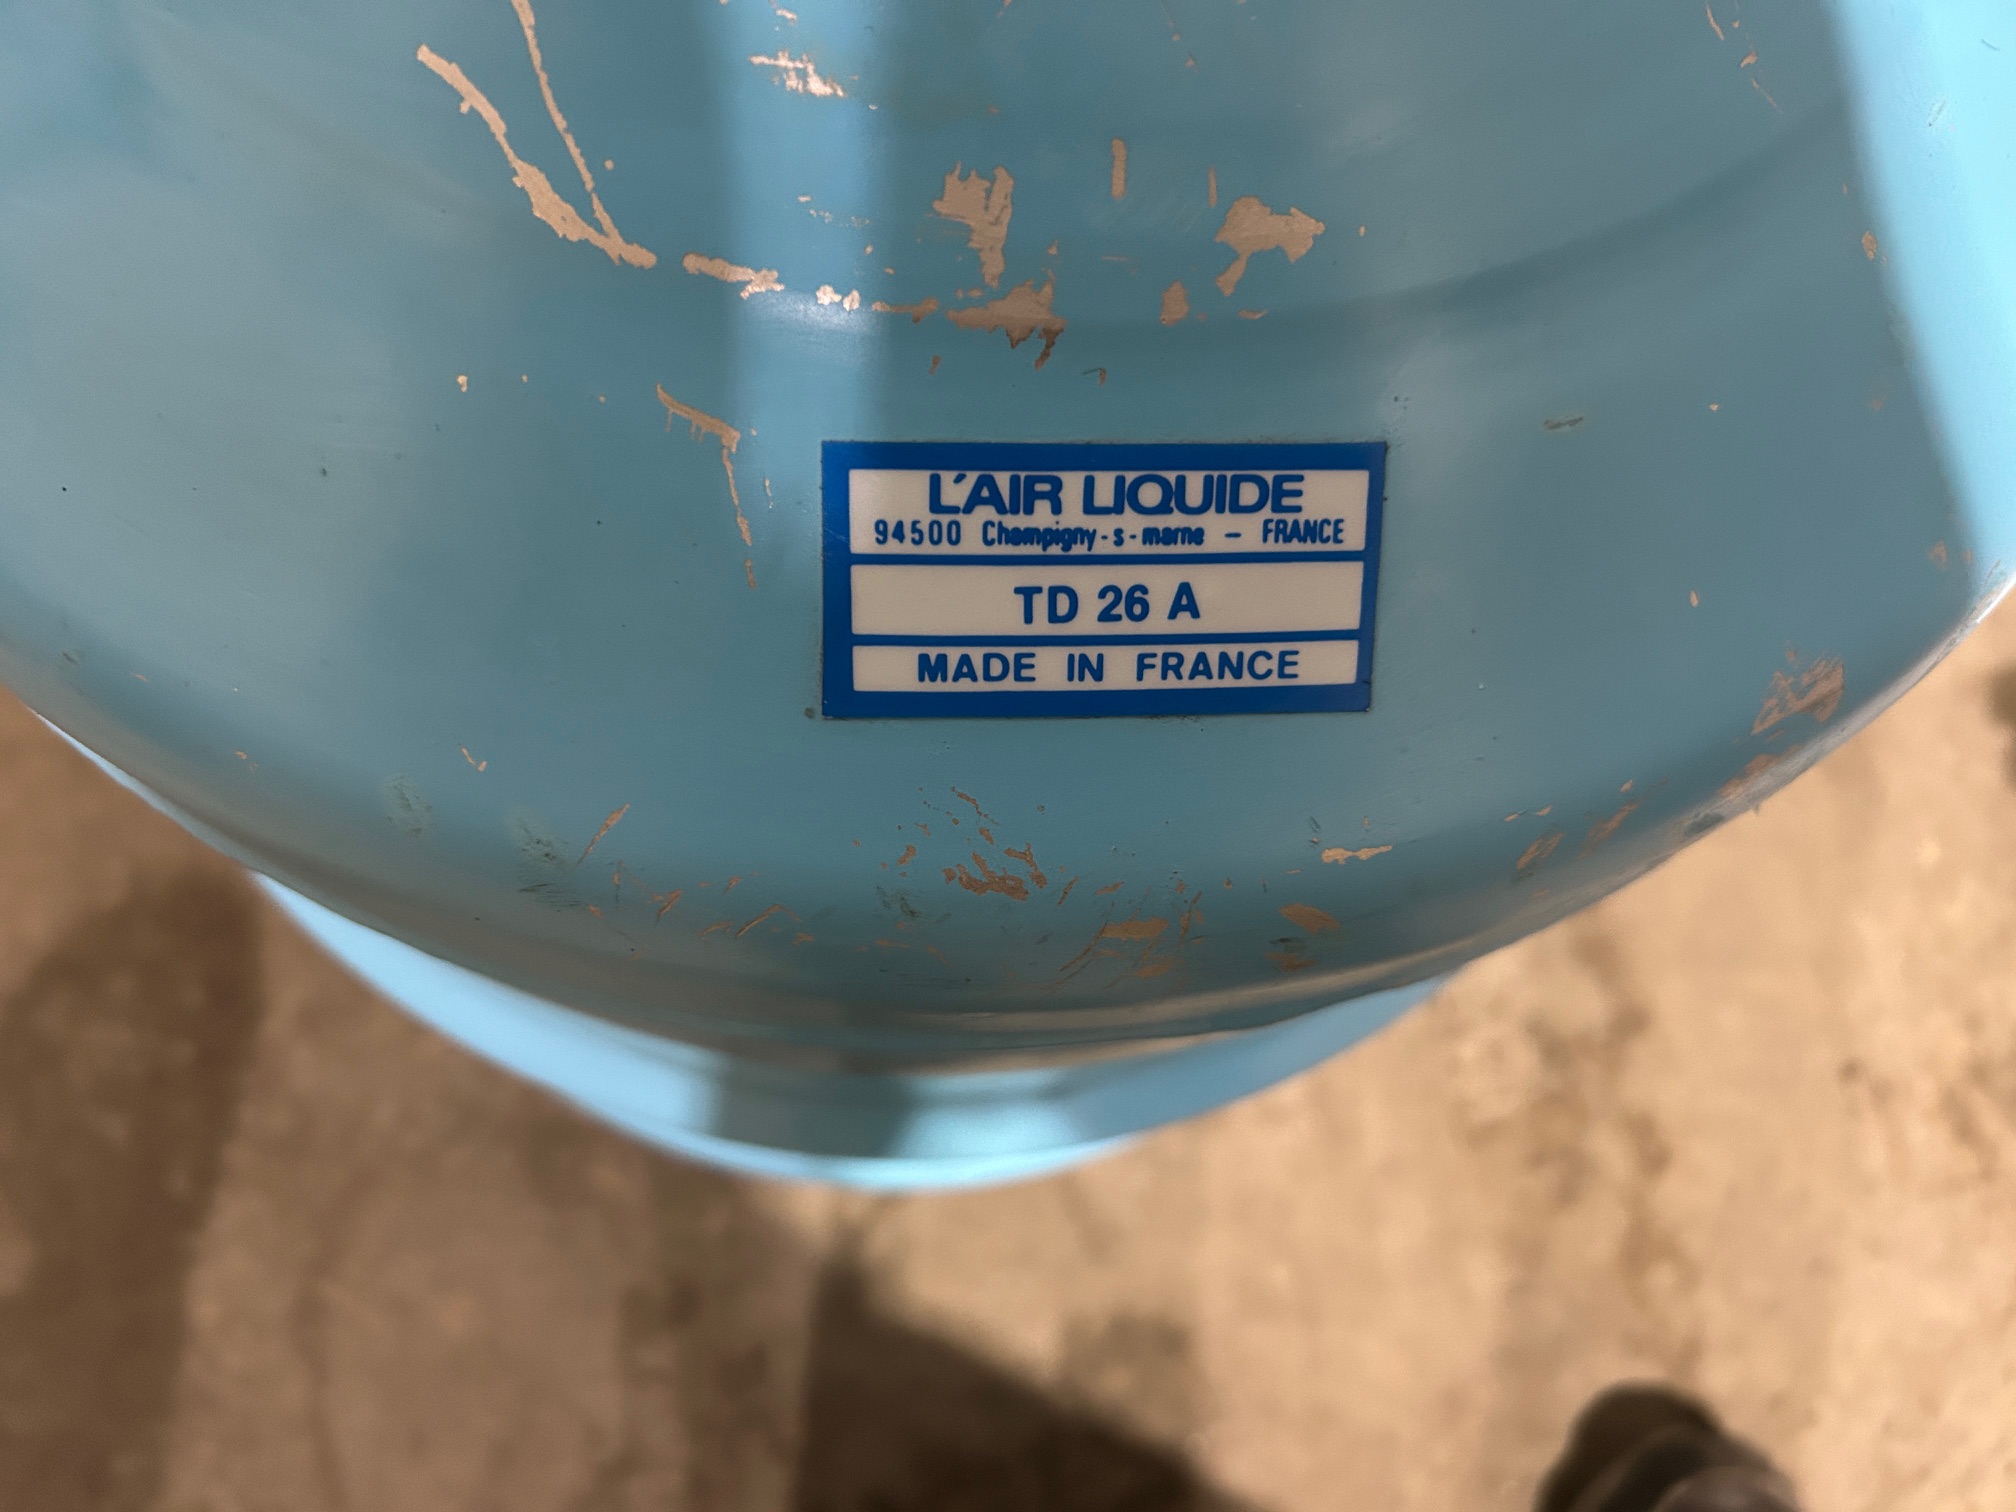 L'AIR LIQUIDE
94500 Champigny-s-marne – FRANCE
TD 26 A
MADE IN FRANCE